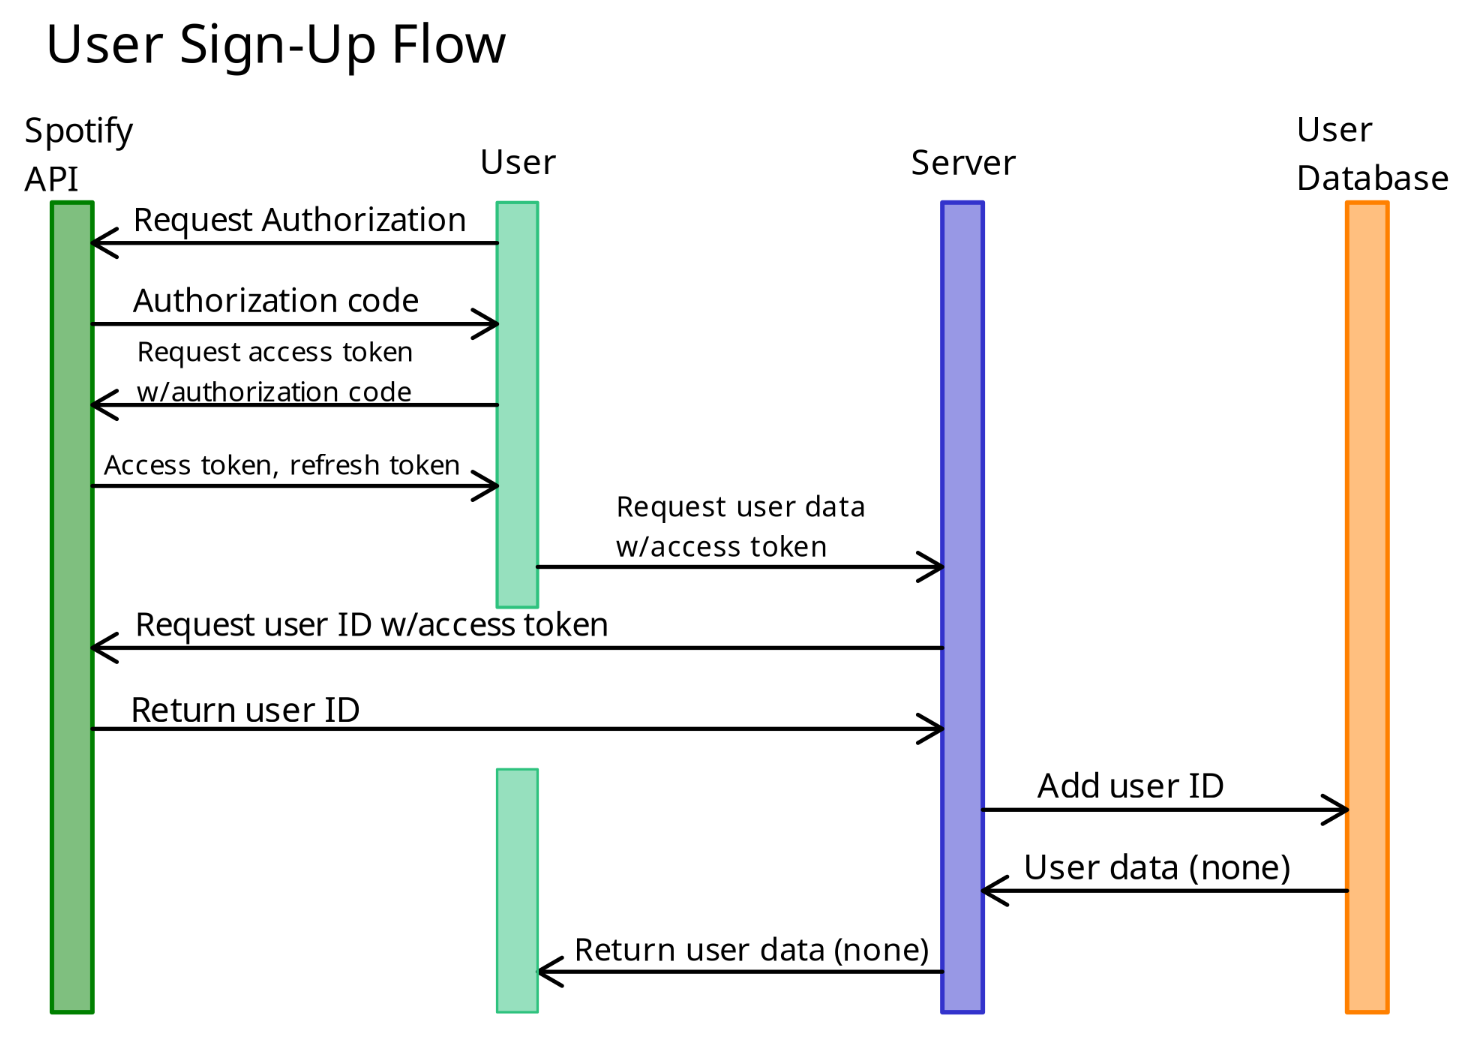 User Sign-Up Flow
Spotify
API
User
Server
User
Database
Request Authorization
Authorization code
Request access token
w/authorization code
Access token, refresh token
Request user data
w/access token
Request user ID w/access token
Return user ID
Add user ID
User data (none)
Return user data (none)